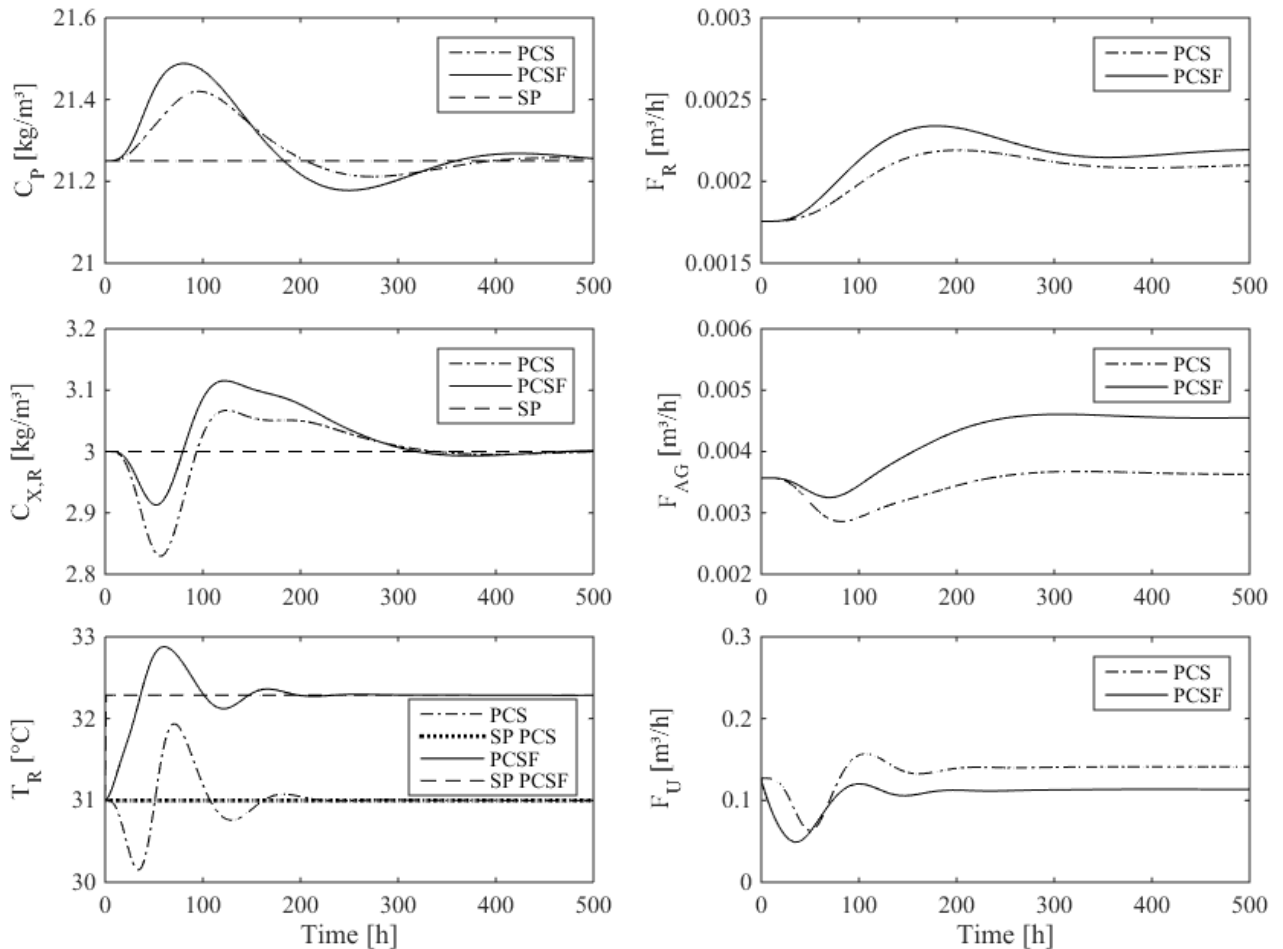 21.6
21.4
21.2
21
C_P [kg/m³]
PCS
PCSF
SP
0 100 200 300 400 500
0.003
0.0025
0.002
0.0015
F_R [m³/h]
PCS
PCSF
0 100 200 300 400 500
3.2
3.1
3
2.9
2.8
C_X,R [kg/m³]
PCS
PCSF
SP
0 100 200 300 400 500
0.006
0.005
0.004
0.003
0.002
F_AG [m³/h]
PCS
PCSF
0 100 200 300 400 500
33
32
31
30
T_R [°C]
PCS
SP PCS
PCSF
SP PCSF
0 100 200 300 400 500
Time [h]
0.3
0.2
0.1
0
F_U [m³/h]
PCS
PCSF
0 100 200 300 400 500
Time [h]